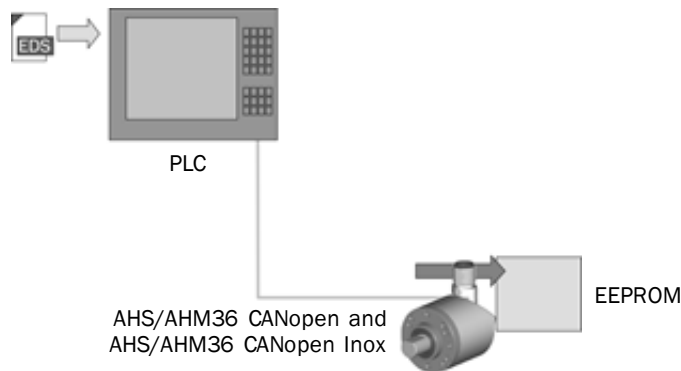 EDS
PLC
EEPROM
AHS/AHM36 CANopen and
AHS/AHM36 CANopen Inox